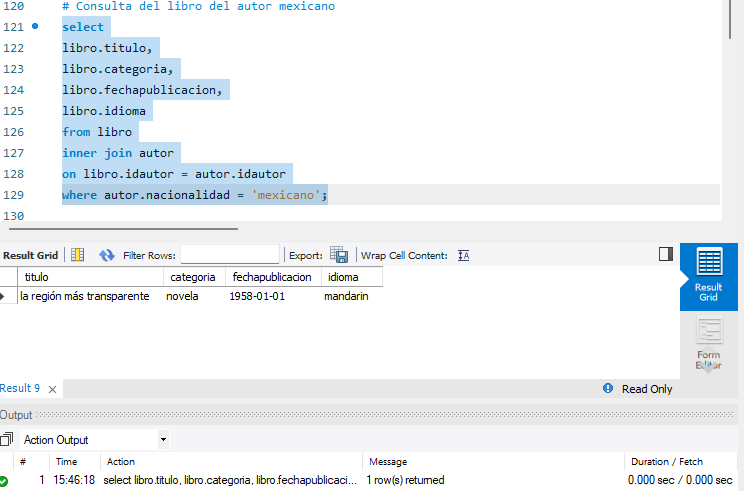 120 # Consulta del libro del autor mexicano
121 select
122 libro.titulo,
123 libro.categoria,
124 libro.fechapublicacion,
125 libro.idioma
126 from libro
127 inner join autor
128 on libro.idautor = autor.idautor
129 where autor.nacionalidad = 'mexicano';
130
Result Grid Filter Rows: Export: Wrap Cell Content: IA
titulo categoria fechapublicacion idioma
la región más transparente novela 1958-01-01 mandarin
Result Grid
Form Editor
Result 9 × Read Only
Output
Action Output
# Time Action Message Duration / Fetch
1 15:46:18 select libro.titulo, libro.categoria, libro.fechapublicaci... 1 row(s) returned 0.000 sec / 0.000 sec